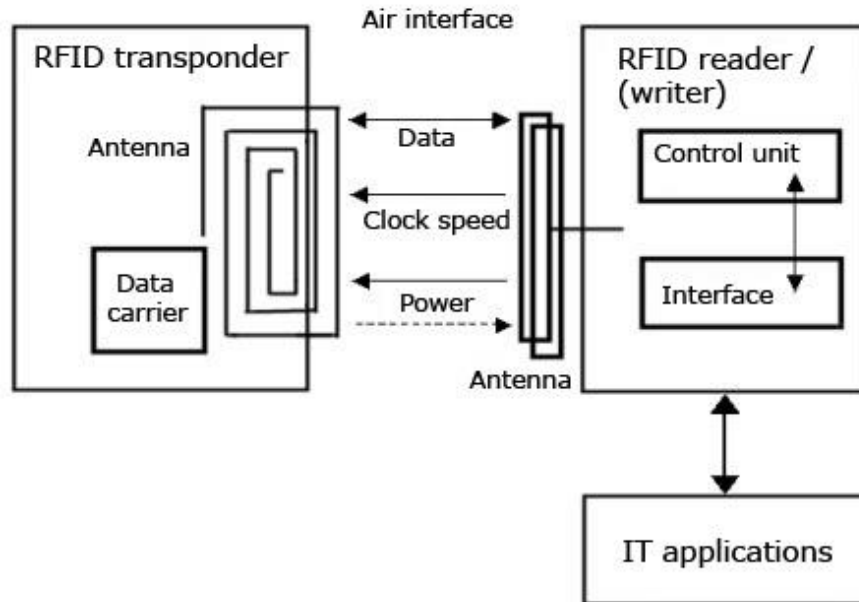 Air interface
RFID transponder
Antenna
Data
carrier
Data
Clock speed
Power
Antenna
RFID reader /
(writer)
Control unit
Interface
IT applications